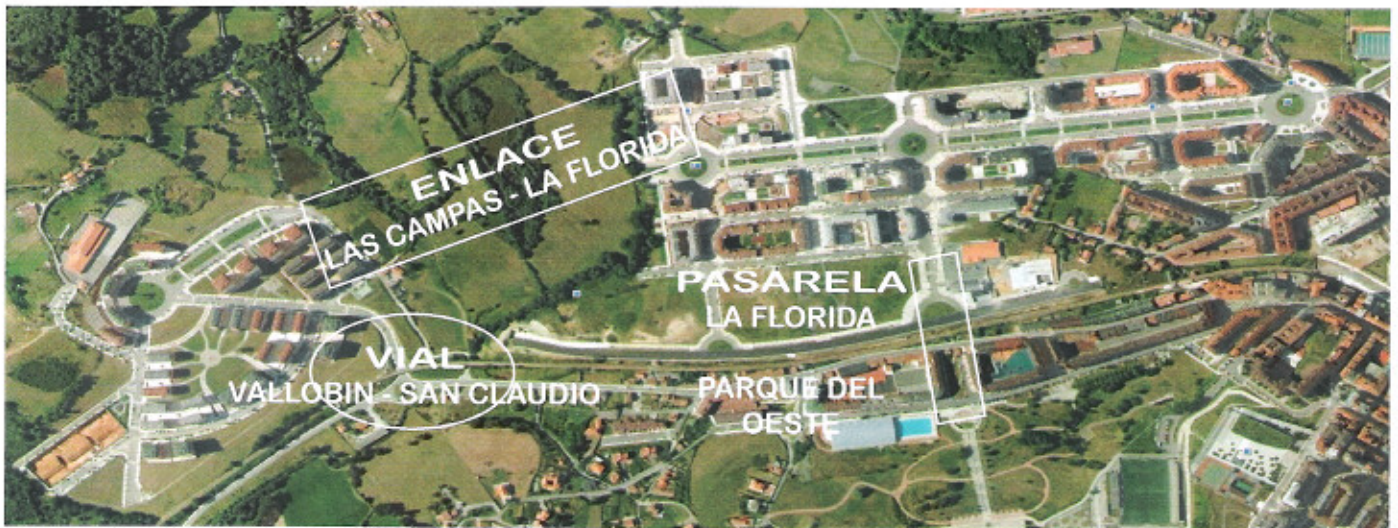 ENLACE
LAS CAMPAS - LA FLORIDA
PASARELA
LA FLORIDA
VIAL
VALLOBIN - SAN CLAUDIO
PARQUE DEL
OESTE